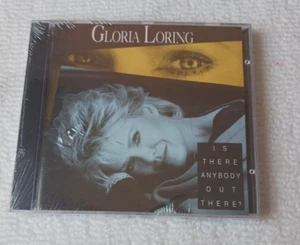 GLORIA LORING
IS
THERE
ANYBODY
OUT
THERE?